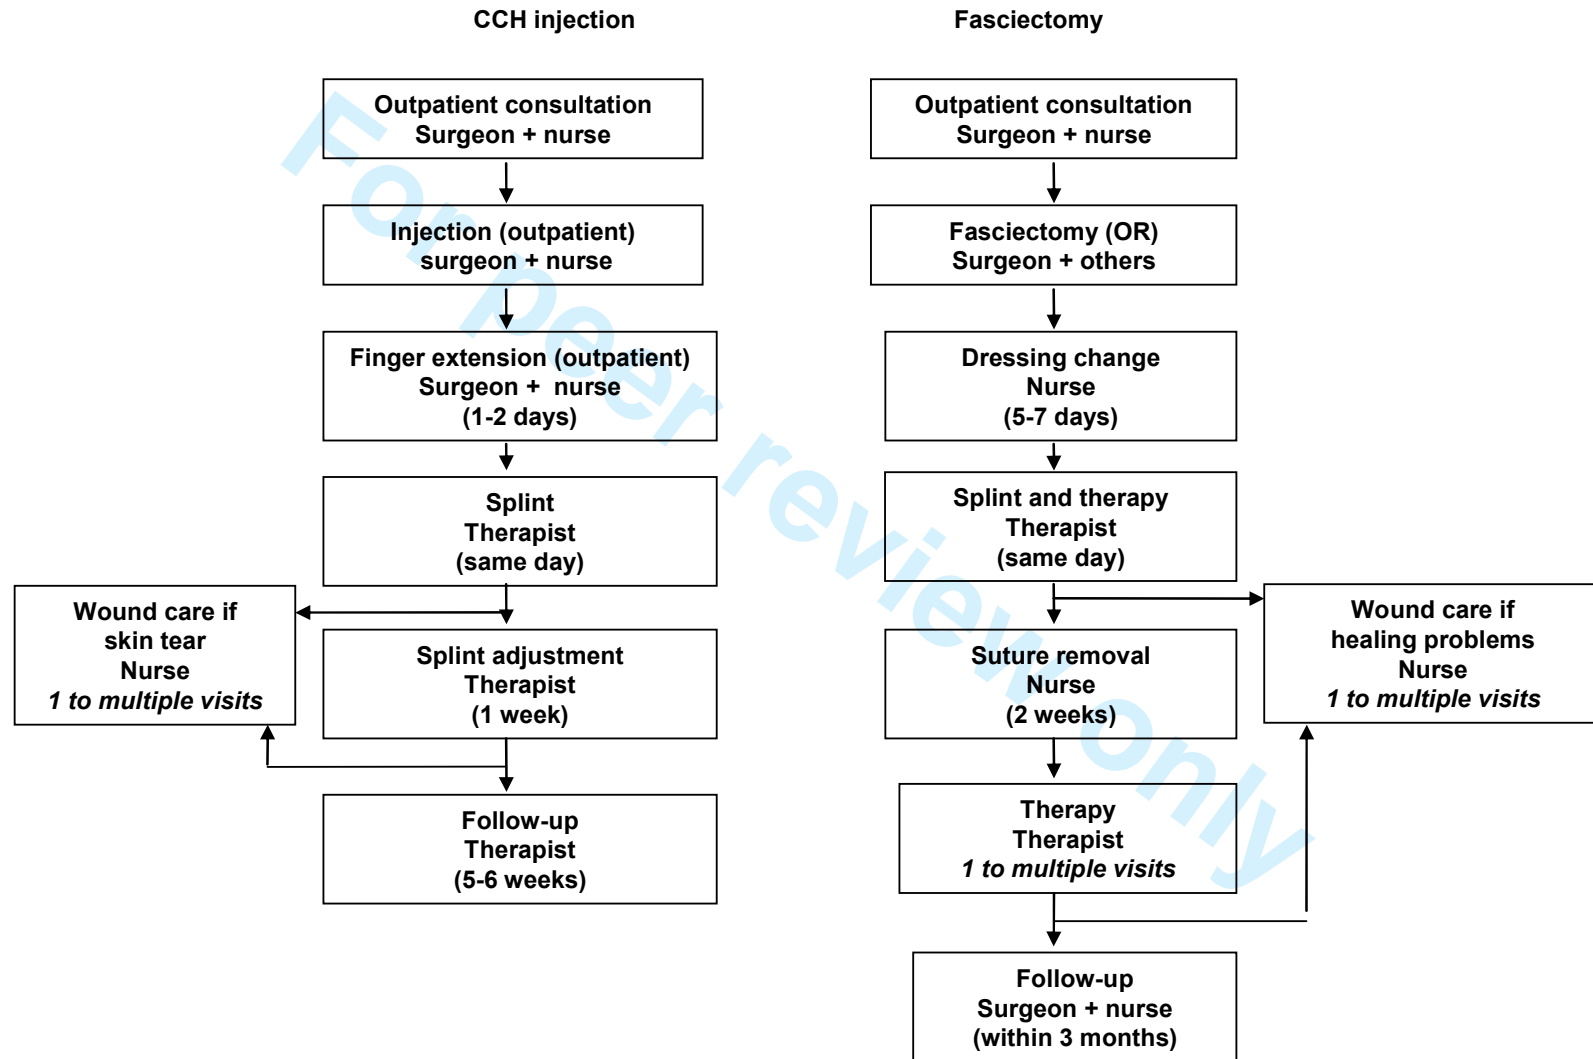 CCH injection
Outpatient consultation
Surgeon + nurse
Injection (outpatient)
surgeon + nurse
Finger extension (outpatient)
Surgeon + nurse
(1-2 days)
Splint
Therapist
(same day)
Wound care if
skin tear
Nurse
1 to multiple visits
Splint adjustment
Therapist
(1 week)
Follow-up
Therapist
(5-6 weeks)
Fasciectomy
Outpatient consultation
Surgeon + nurse
Fasciectomy (OR)
Surgeon + others
Dressing change
Nurse
(5-7 days)
Splint and therapy
Therapist
(same day)
Wound care if
healing problems
Nurse
1 to multiple visits
Suture removal
Nurse
(2 weeks)
Therapy
Therapist
1 to multiple visits
Follow-up
Surgeon + nurse
(within 3 months)
For peer review only